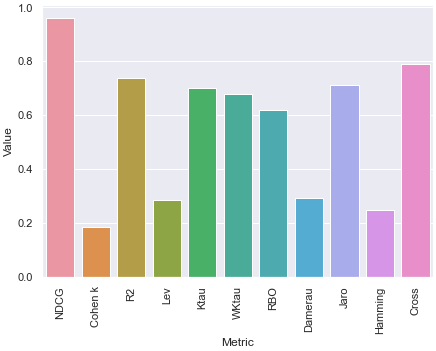 1.0
0.8
0.6
0.4
0.2
0.0
Value
NDCG
Cohen k
R2
Lev
Ktau
WKtau
RBO
Damerau
Jaro
Hamming
Cross
Metric